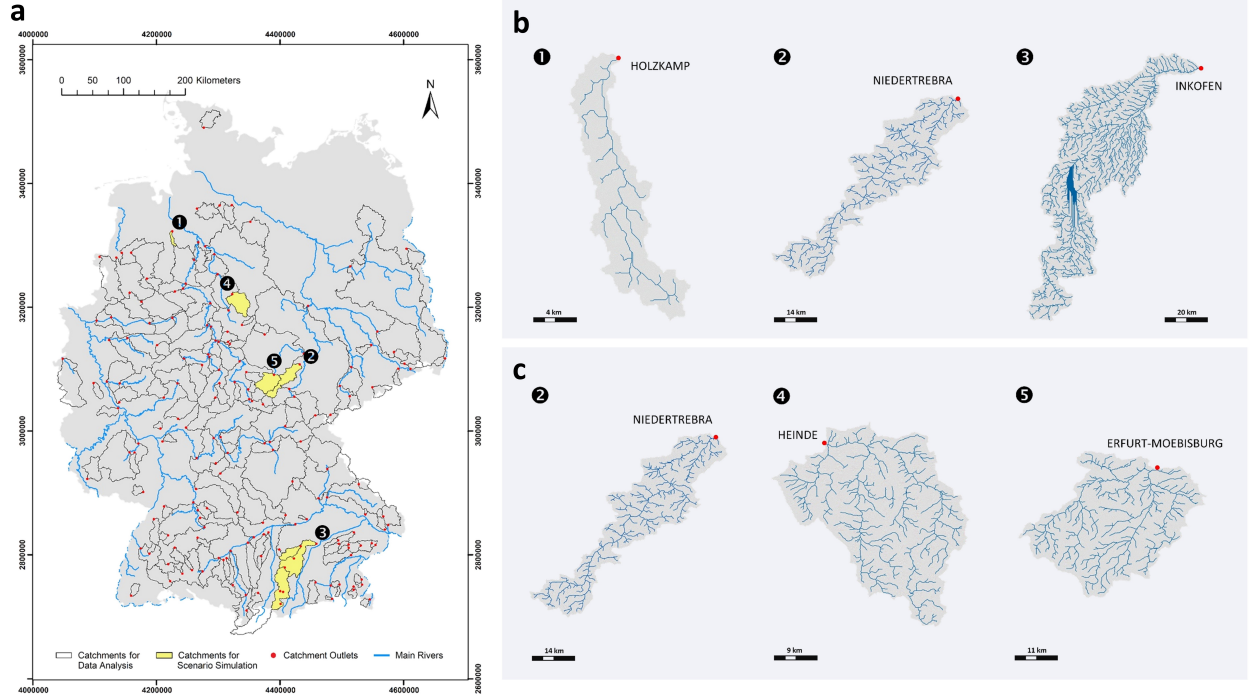 a
4000000 4200000 4400000 4600000
3600000 3600000
0 50 100 200 Kilometers
N
3400000 3400000
1
4
3200000 3200000
5 2
3000000 3000000
3
2800000 2800000
Catchments for
Data Analysis
Catchments for
Scenario Simulation
Catchment Outlets
Main Rivers
2600000
4000000 4200000 4400000 4600000
b
1
HOLZKAMP
4 km
2
NIEDERTREBRA
14 km
3
INKOFEN
20 km
c
2
NIEDERTREBRA
14 km
4
HEINDE
9 km
5
ERFURT-MOEBISBURG
11 km